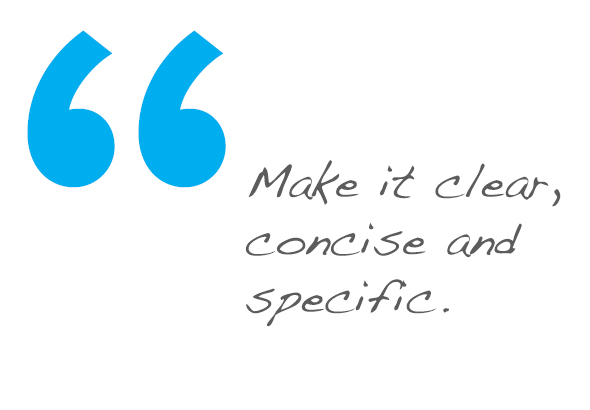 “
Make it clear,
concise and
specific.